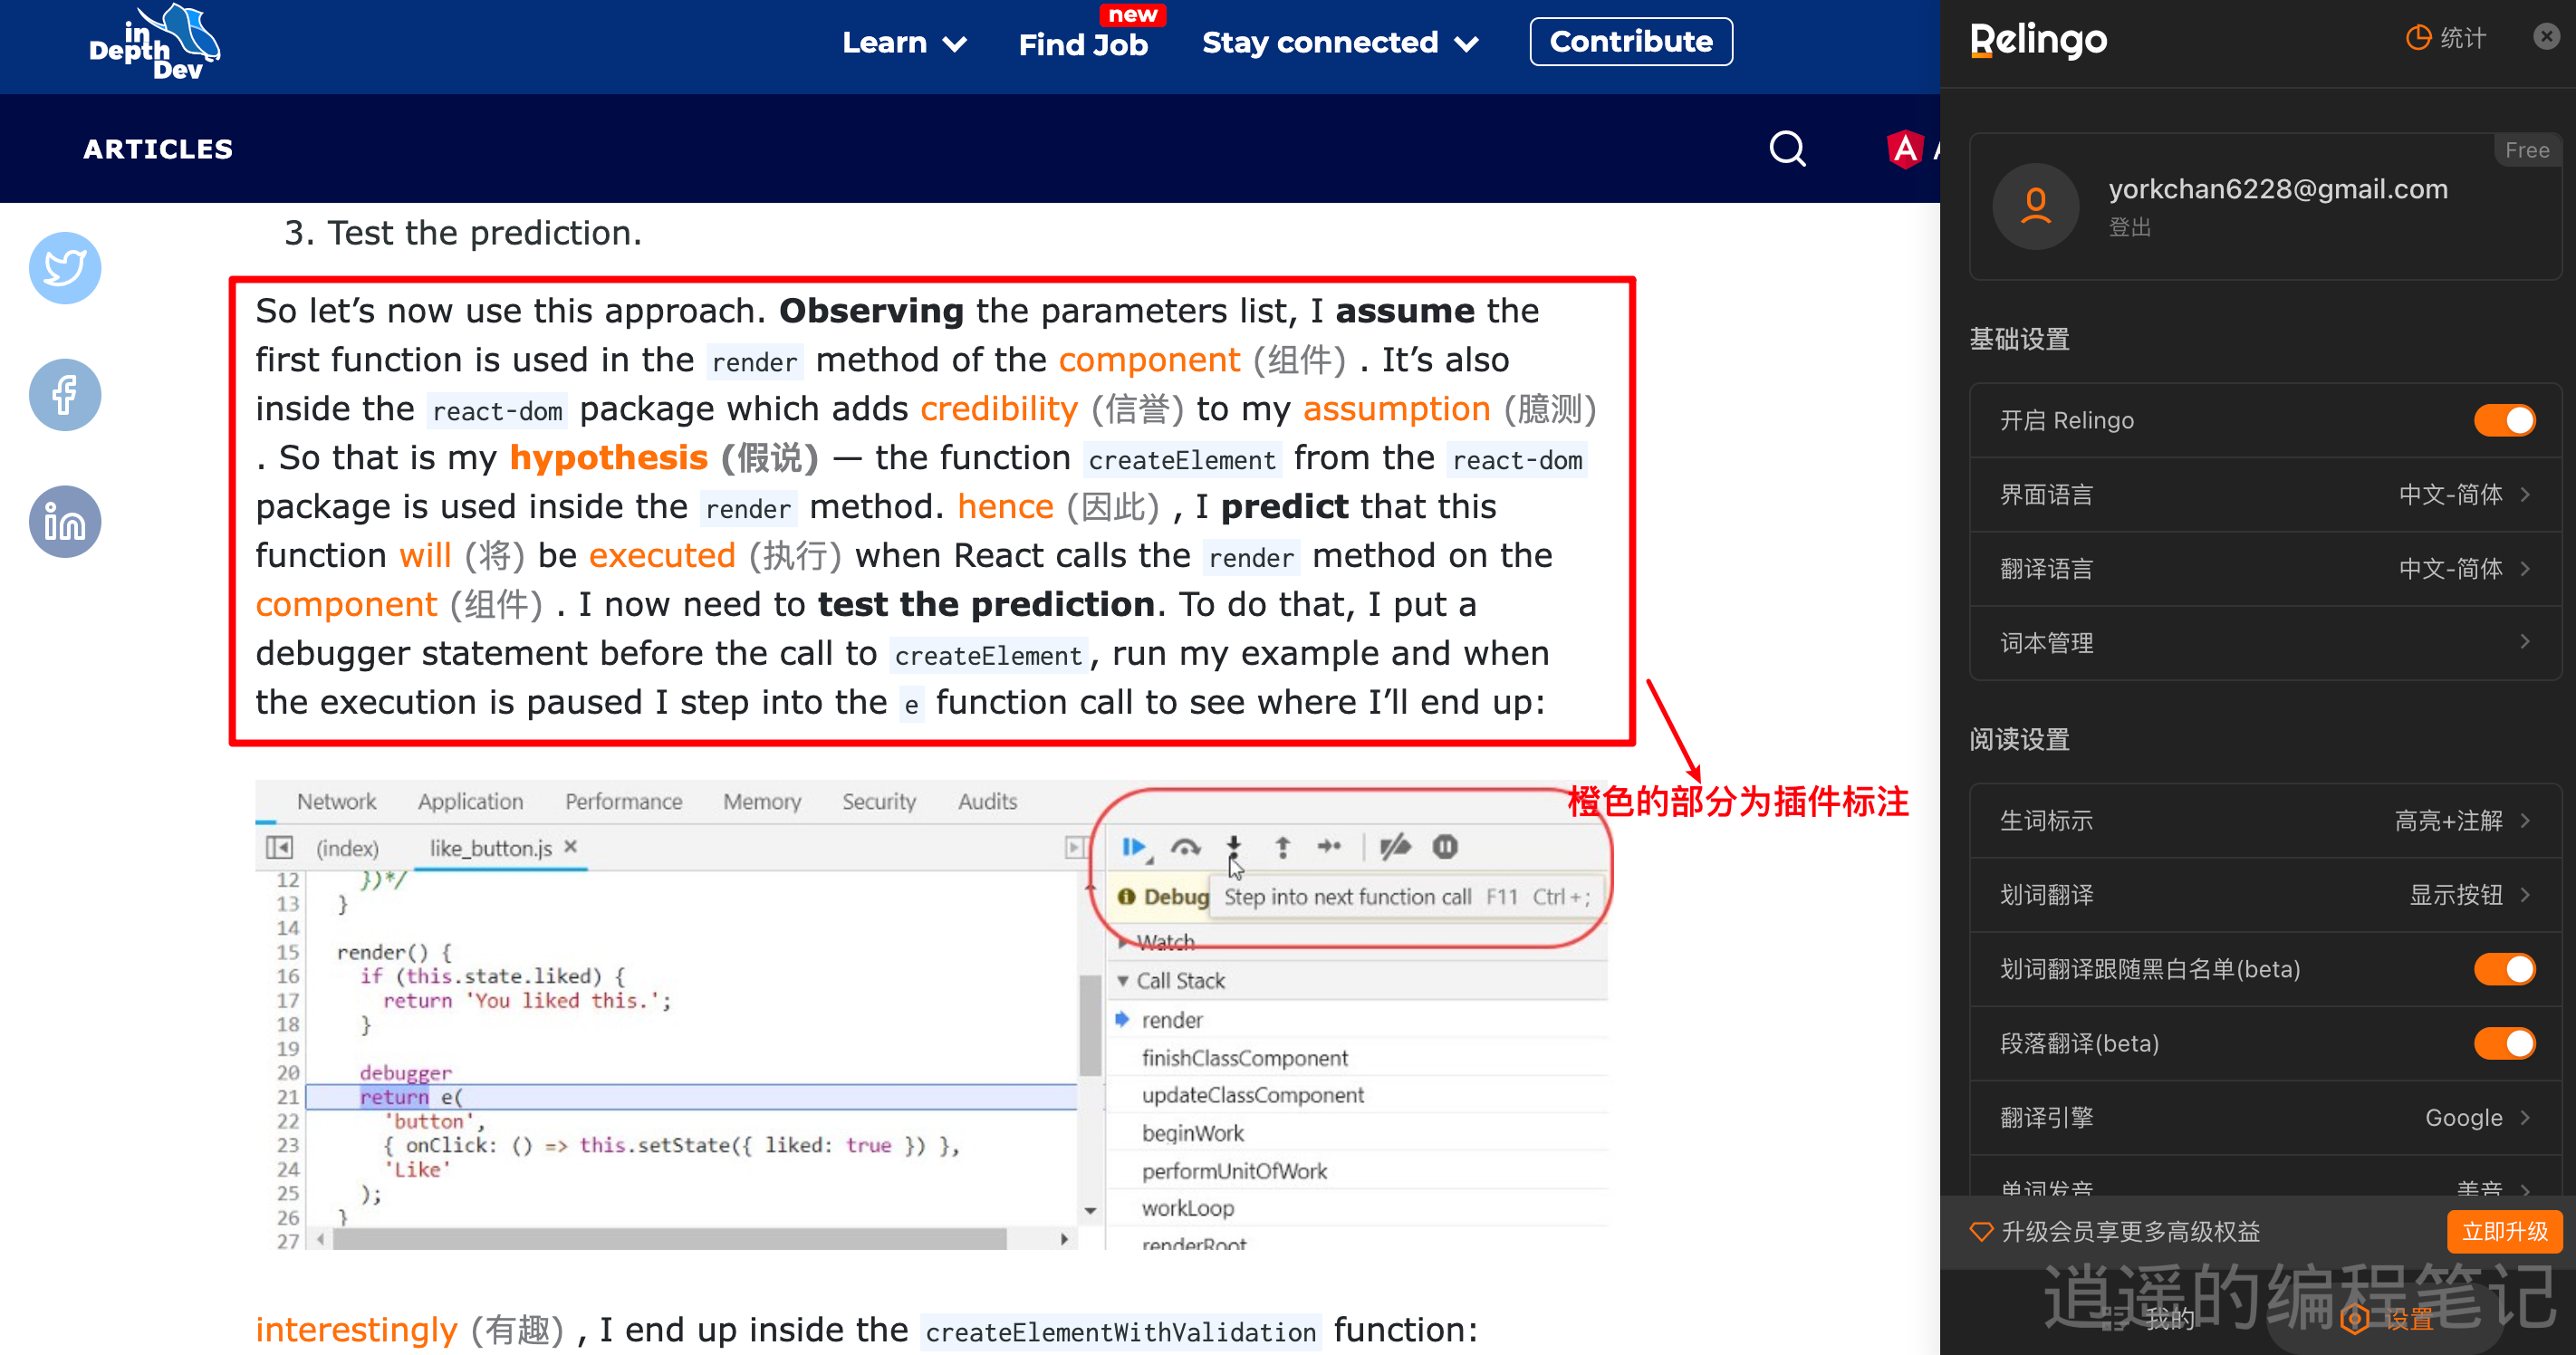 in
Depth
Dev
Learn
Find Job
new
Stay connected
Contribute
ARTICLES
3. Test the prediction.
So let’s now use this approach. Observing the parameters list, I assume the
first function is used in the render method of the component (组件) . It’s also
inside the react-dom package which adds credibility (信誉) to my assumption (臆测)
. So that is my hypothesis (假说) — the function createElement from the react-dom
package is used inside the render method. hence (因此) , I predict that this
function will (将) be executed (执行) when React calls the render method on the
component (组件) . I now need to test the prediction. To do that, I put a
debugger statement before the call to createElement, run my example and when
the execution is paused I step into the e function call to see where I’ll end up:
橙色的部分为插件标注
Network Application Performance Memory Security Audits
(index) like_button.js ×
12 })*/
13 }
14
15 render() {
16 if (this.state.liked) {
17 return 'You liked this.';
18 }
19
20 debugger
21 return e(
22 'button',
23 { onClick: () => this.setState({ liked: true }) },
24 'Like'
25 );
26 }
27
Debug
Step into next function call F11 Ctrl+;
Watch
Call Stack
render
finishClassComponent
updateClassComponent
beginWork
performUnitOfWork
workLoop
renderRoot
interestingly (有趣) , I end up inside the createElementWithValidation function:
Relingo
统计
Free
yorkchan6228@gmail.com
登出
基础设置
开启 Relingo
界面语言 中文-简体
翻译语言 中文-简体
词本管理
阅读设置
生词标示 高亮+注解
划词翻译 显示按钮
划词翻译跟随黑白名单(beta)
段落翻译(beta)
翻译引擎 Google
单词发音 美音
升级会员享更多高级权益 立即升级
我的 设置
逍遥的编程笔记